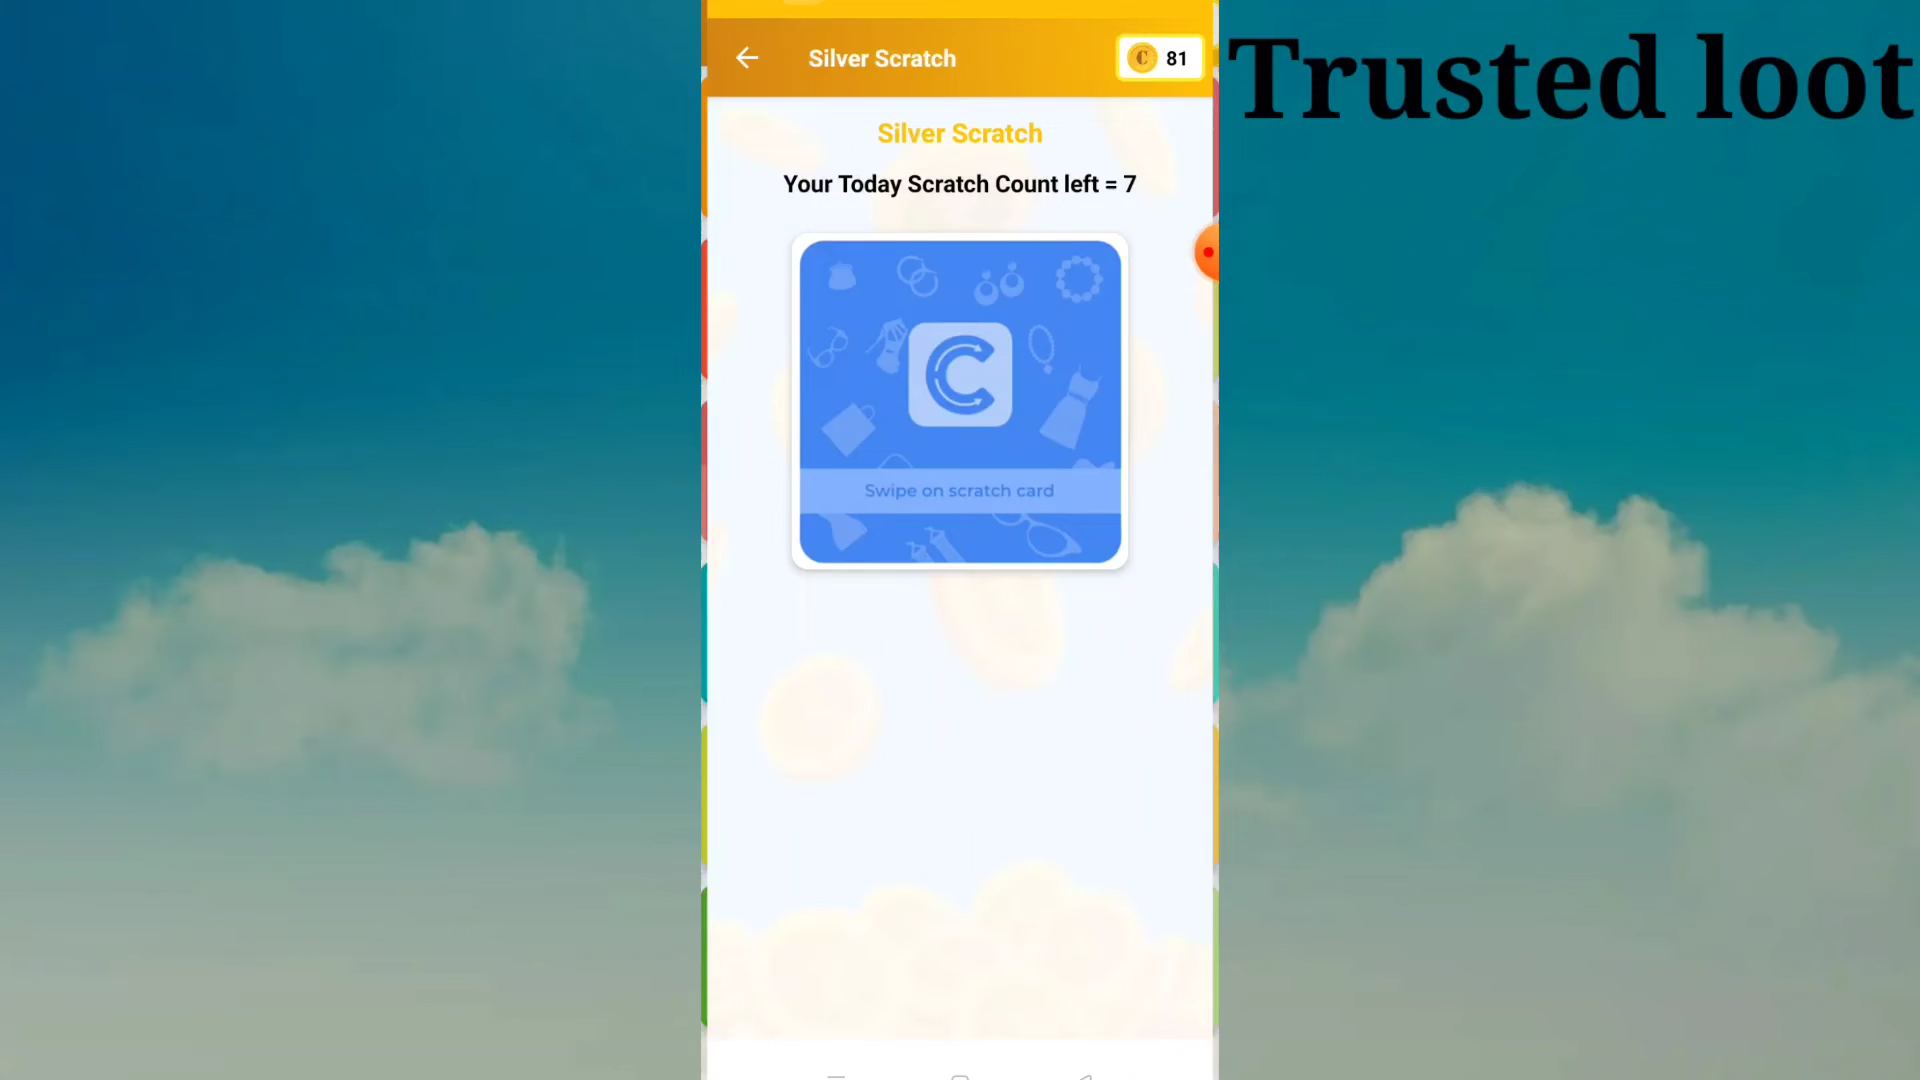 Silver Scratch
81
Trusted loot
Silver Scratch
Your Today Scratch Count left = 7
Swipe on scratch card